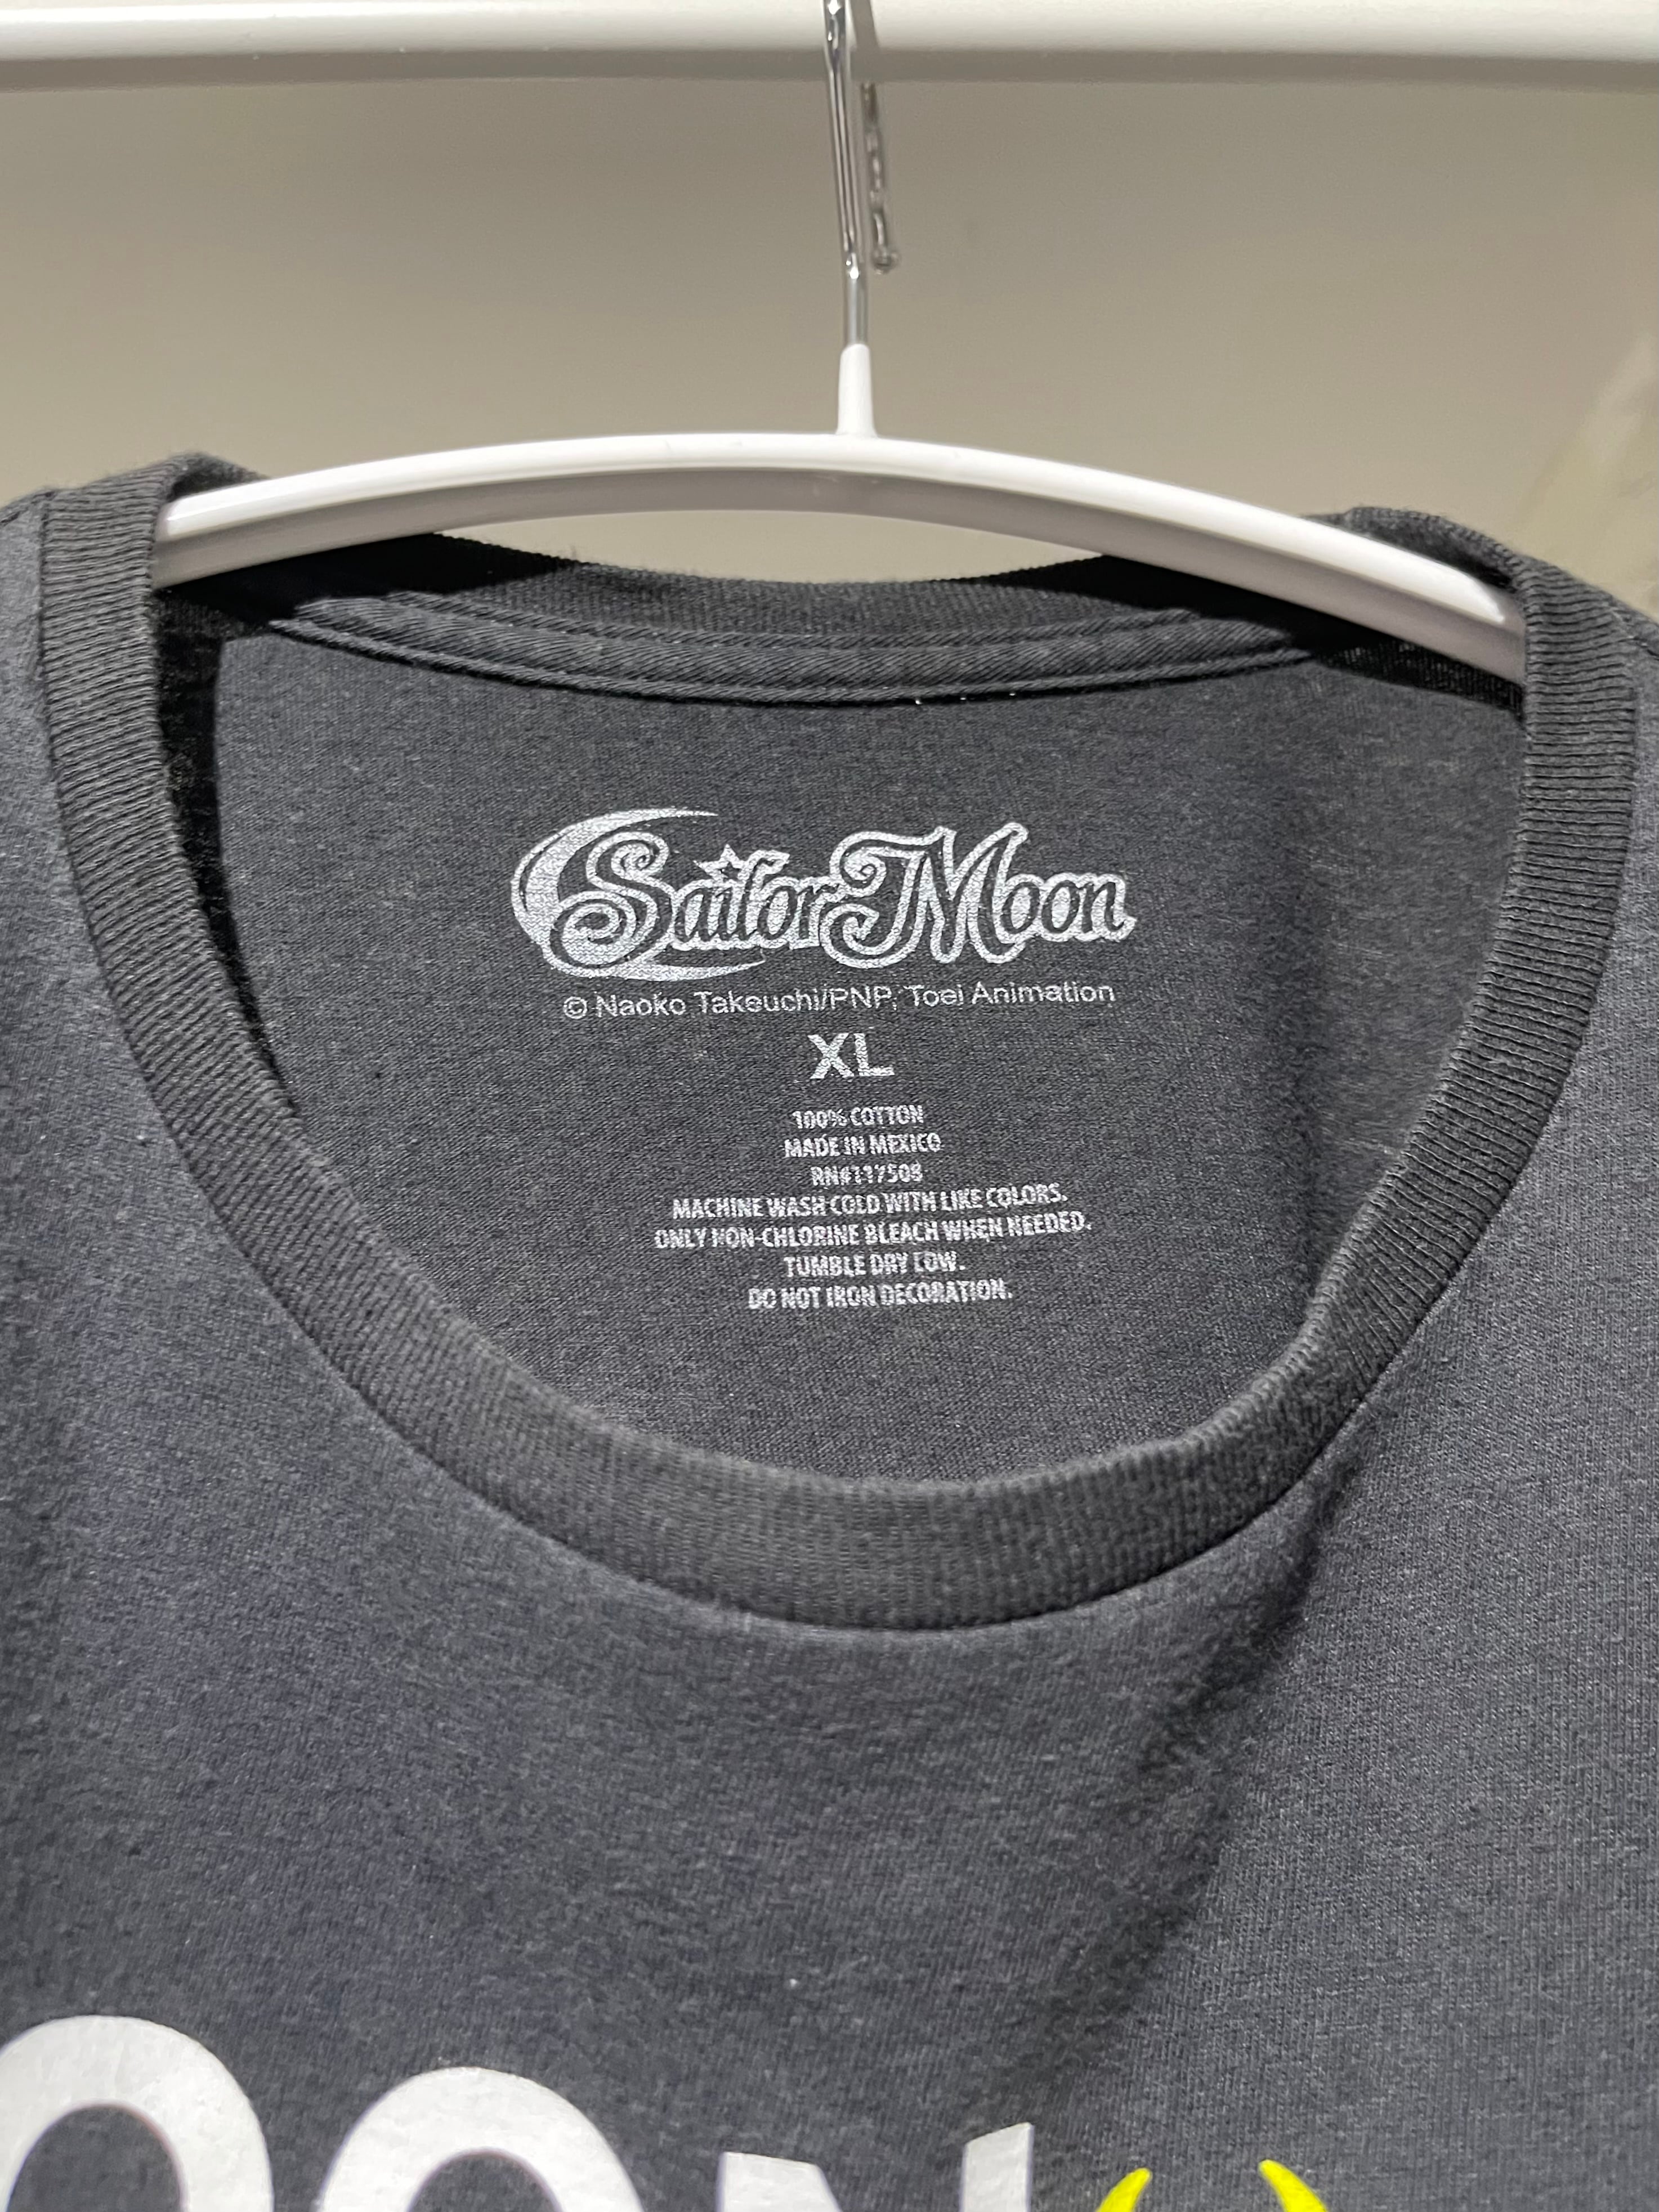 Sailor Moon
© Naoko Takeuchi/PNP, Toei Animation
XL
100% COTTON
MADE IN MEXICO
RN#117508
MACHINE WASH COLD WITH LIKE COLORS.
ONLY NON-CHLORINE BLEACH WHEN NEEDED.
TUMBLE DRY LOW.
DO NOT IRON DECORATION.
OON